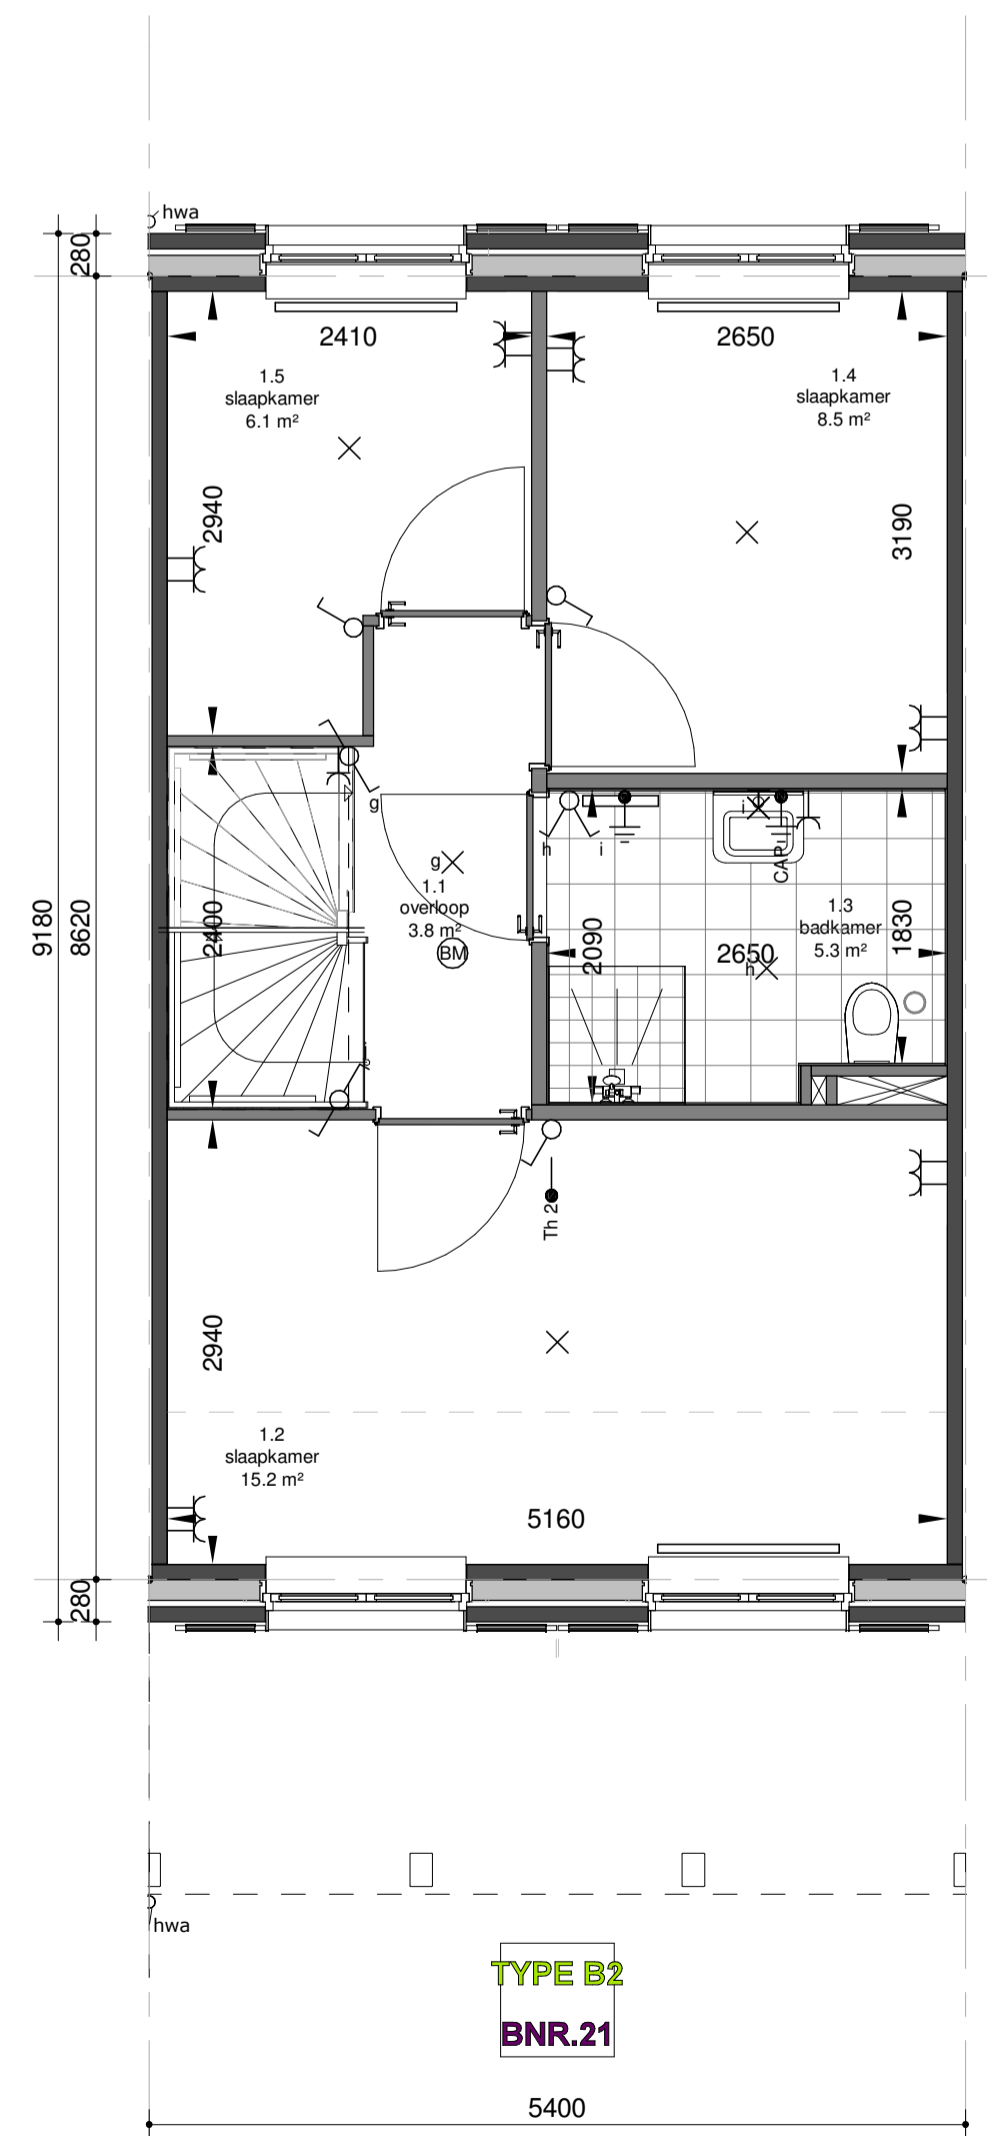 hwa
280
2410
2650
1.5
slaapkamer
6.1 m²
1.4
slaapkamer
8.5 m²
2940
3190
g
h
i
i
CAP
g
1.1
overloop
3.8 m²
BM
1.3
badkamer
5.3 m²
9180
8620
2400
2090
2650
h
1830
Th 2
2940
1.2
slaapkamer
15.2 m²
5160
280
hwa
TYPE B2
BNR.21
5400